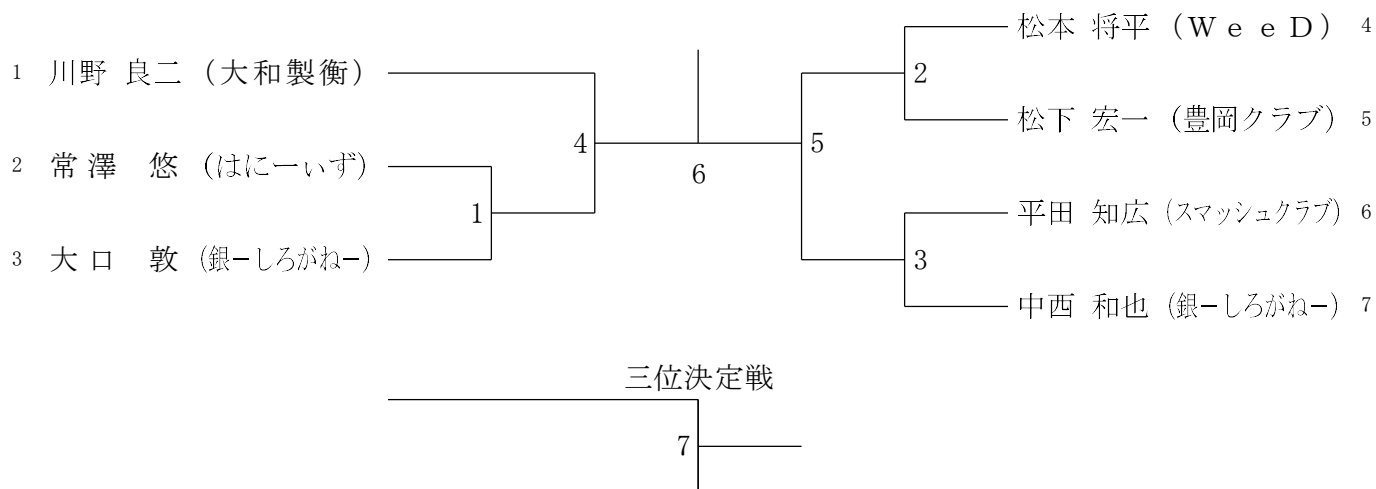 1 川野 良二 (大和製衡)
2 常澤 悠 (はにーぃず)
3 大口 敦 (銀ーしろがねー)
4
1
6
5
2
3
松本 将平 (ＷｅｅＤ) 4
松下 宏一 (豊岡クラブ) 5
平田 知広 (スマッシュクラブ) 6
中西 和也 (銀ーしろがねー) 7
三位決定戦
7